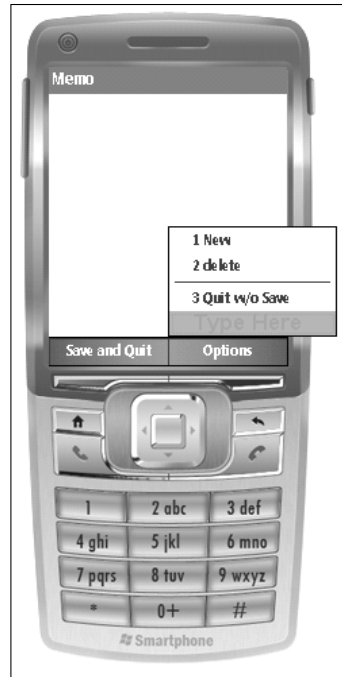 Memo
1 New
2 delete
3 Quit w/o Save
Type Here
Save and Quit Options
1 2 abc 3 def
4 ghi 5 jkl 6 mno
7 pqrs 8 tuv 9 wxyz
* 0+ #
Smartphone